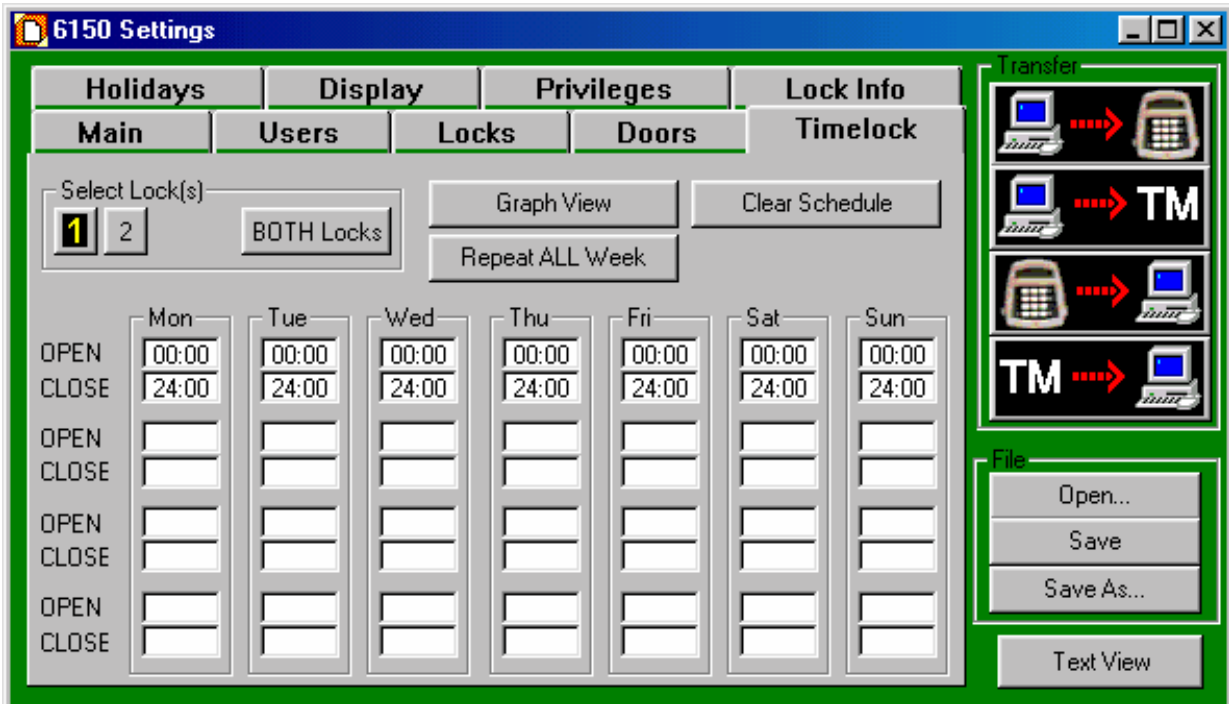 6150 Settings
Holidays Display Privileges Lock Info
Main Users Locks Doors Timelock
Select Lock(s)
1 2 BOTH Locks
Graph View Clear Schedule
Repeat ALL Week
Mon Tue Wed Thu Fri Sat Sun
OPEN 00:00 00:00 00:00 00:00 00:00 00:00 00:00
CLOSE 24:00 24:00 24:00 24:00 24:00 24:00 24:00
OPEN
CLOSE
OPEN
CLOSE
OPEN
CLOSE
Transfer
TM
TM
File
Open...
Save
Save As...
Text View